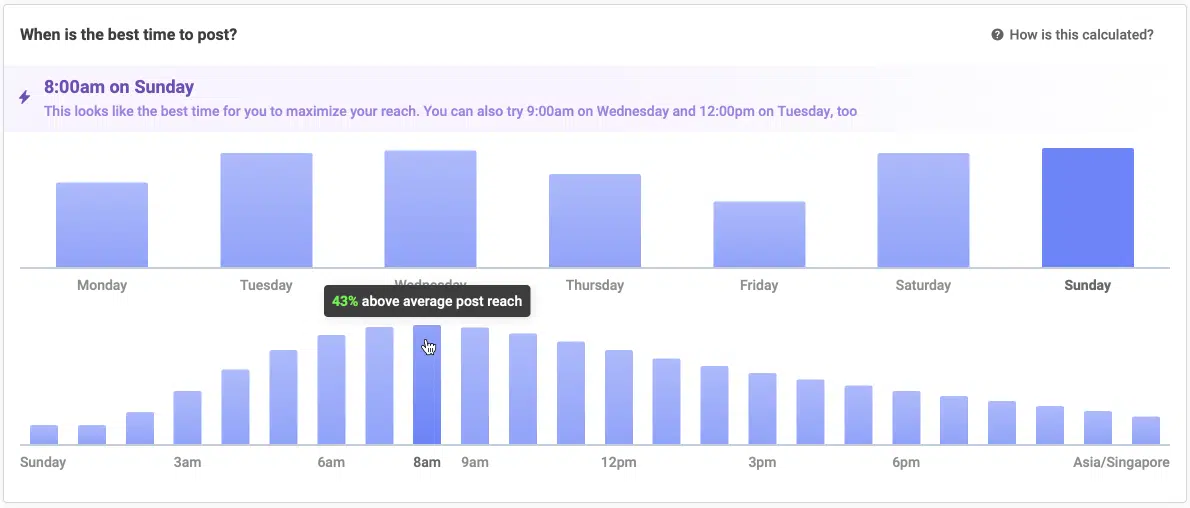 When is the best time to post?
How is this calculated?
8:00am on Sunday
This looks like the best time for you to maximize your reach. You can also try 9:00am on Wednesday and 12:00pm on Tuesday, too
Monday Tuesday Wednesday Thursday Friday Saturday Sunday
43% above average post reach
Sunday 3am 6am 8am 9am 12pm 3pm 6pm Asia/Singapore